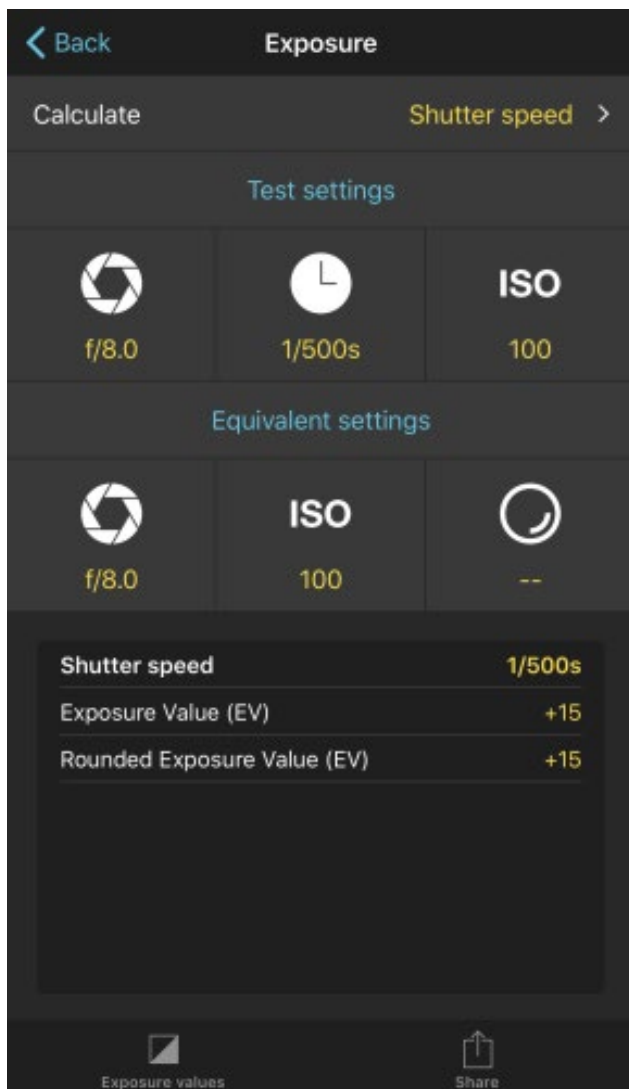 Back Exposure
Calculate Shutter speed >
Test settings
ISO
f/8.0 1/500s 100
Equivalent settings
ISO
f/8.0 100 --
Shutter speed 1/500s
Exposure Value (EV) +15
Rounded Exposure Value (EV) +15
Exposure values Share